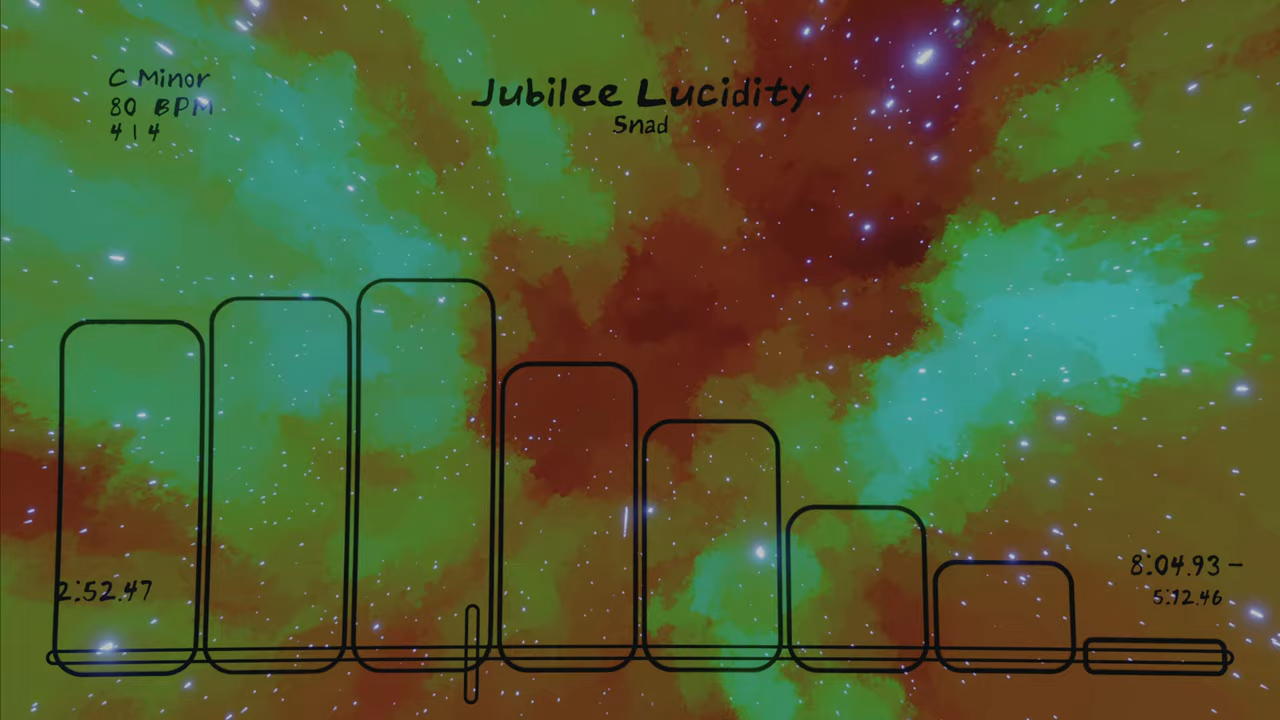 C Minor
80 BPM
4 | 4
Jubilee Lucidity
Snad
2:52.47
8:04.93 -
5:12.46